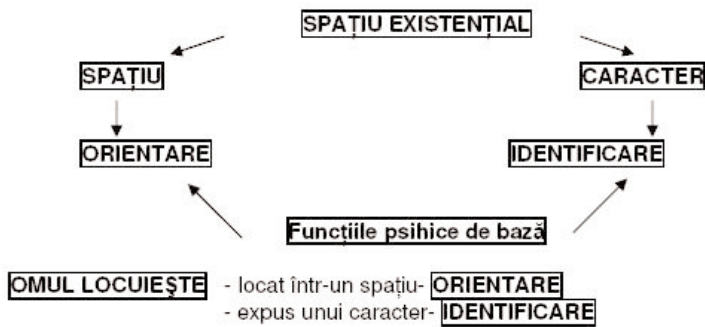 SPAȚIU EXISTENȚIAL
SPAȚIU CARACTER
ORIENTARE IDENTIFICARE
Funcțiile psihice de bază
OMUL LOCUIEȘTE - locat într-un spațiu- ORIENTARE
- expus unui caracter- IDENTIFICARE